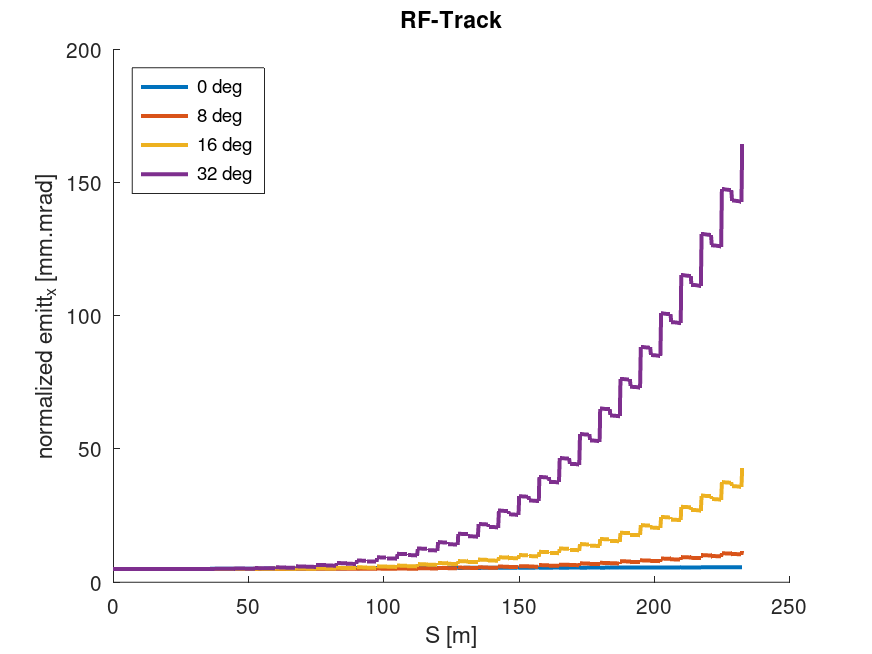 RF-Track
200
150
100
50
0
normalized emittₓ [mm.mrad]
0 deg
8 deg
16 deg
32 deg
0 50 100 150 200 250
S [m]